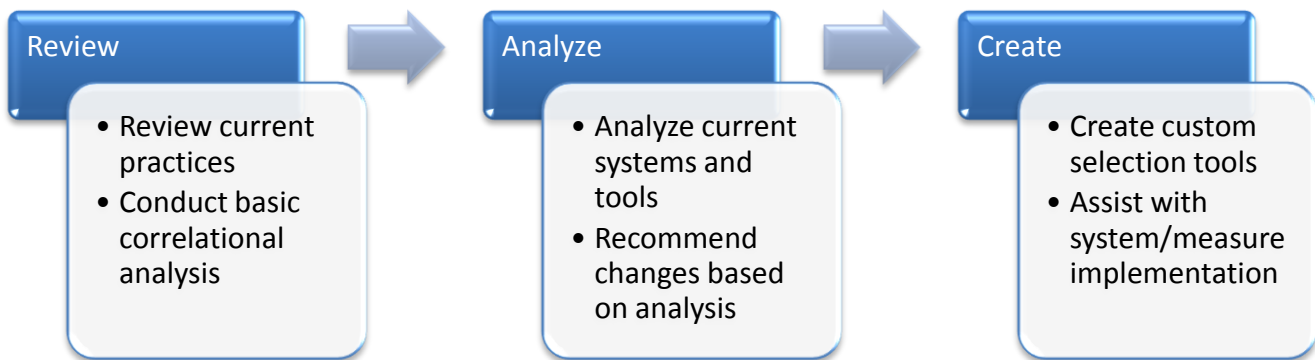 Review
• Review current
practices
• Conduct basic
correlational
analysis
Analyze
• Analyze current
systems and
tools
• Recommend
changes based
on analysis
Create
• Create custom
selection tools
• Assist with
system/measure
implementation